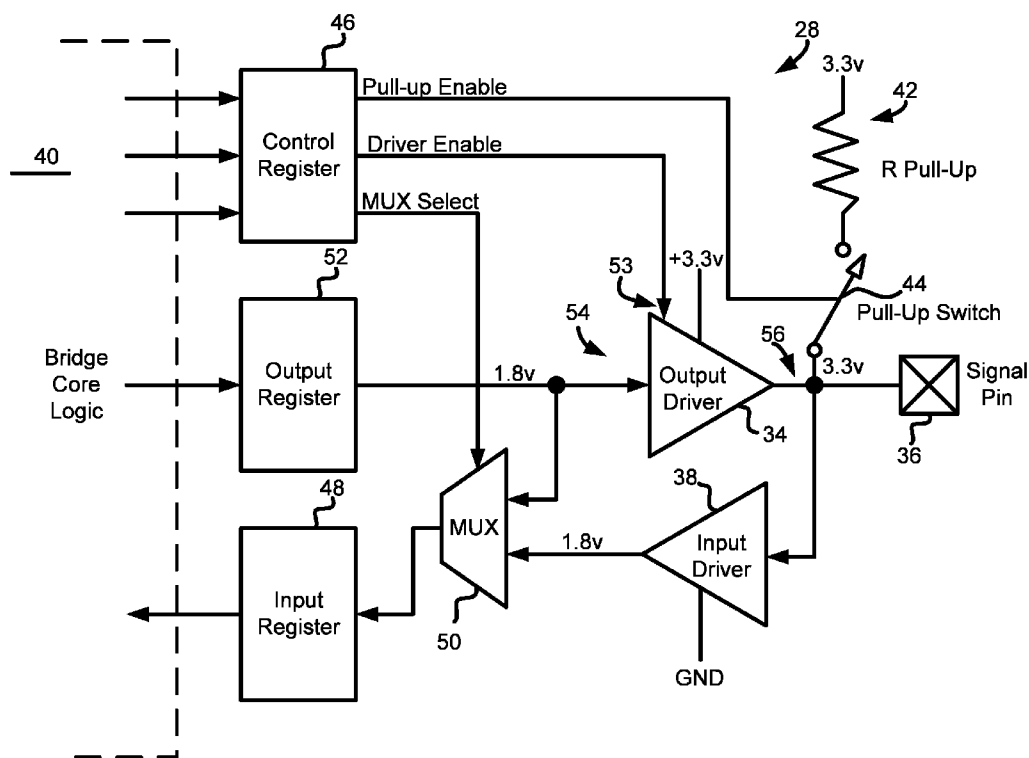 46
28
3.3v
Pull-up Enable
42
Control
Register
Driver Enable
40
R Pull-Up
MUX Select
52
+3.3v
53
44
Pull-Up Switch
54
56
3.3v
Bridge
Core
Logic
Output
Register
1.8v
Output
Driver
Signal
Pin
34
36
48
38
MUX
1.8v
Input
Driver
Input
Register
50
GND